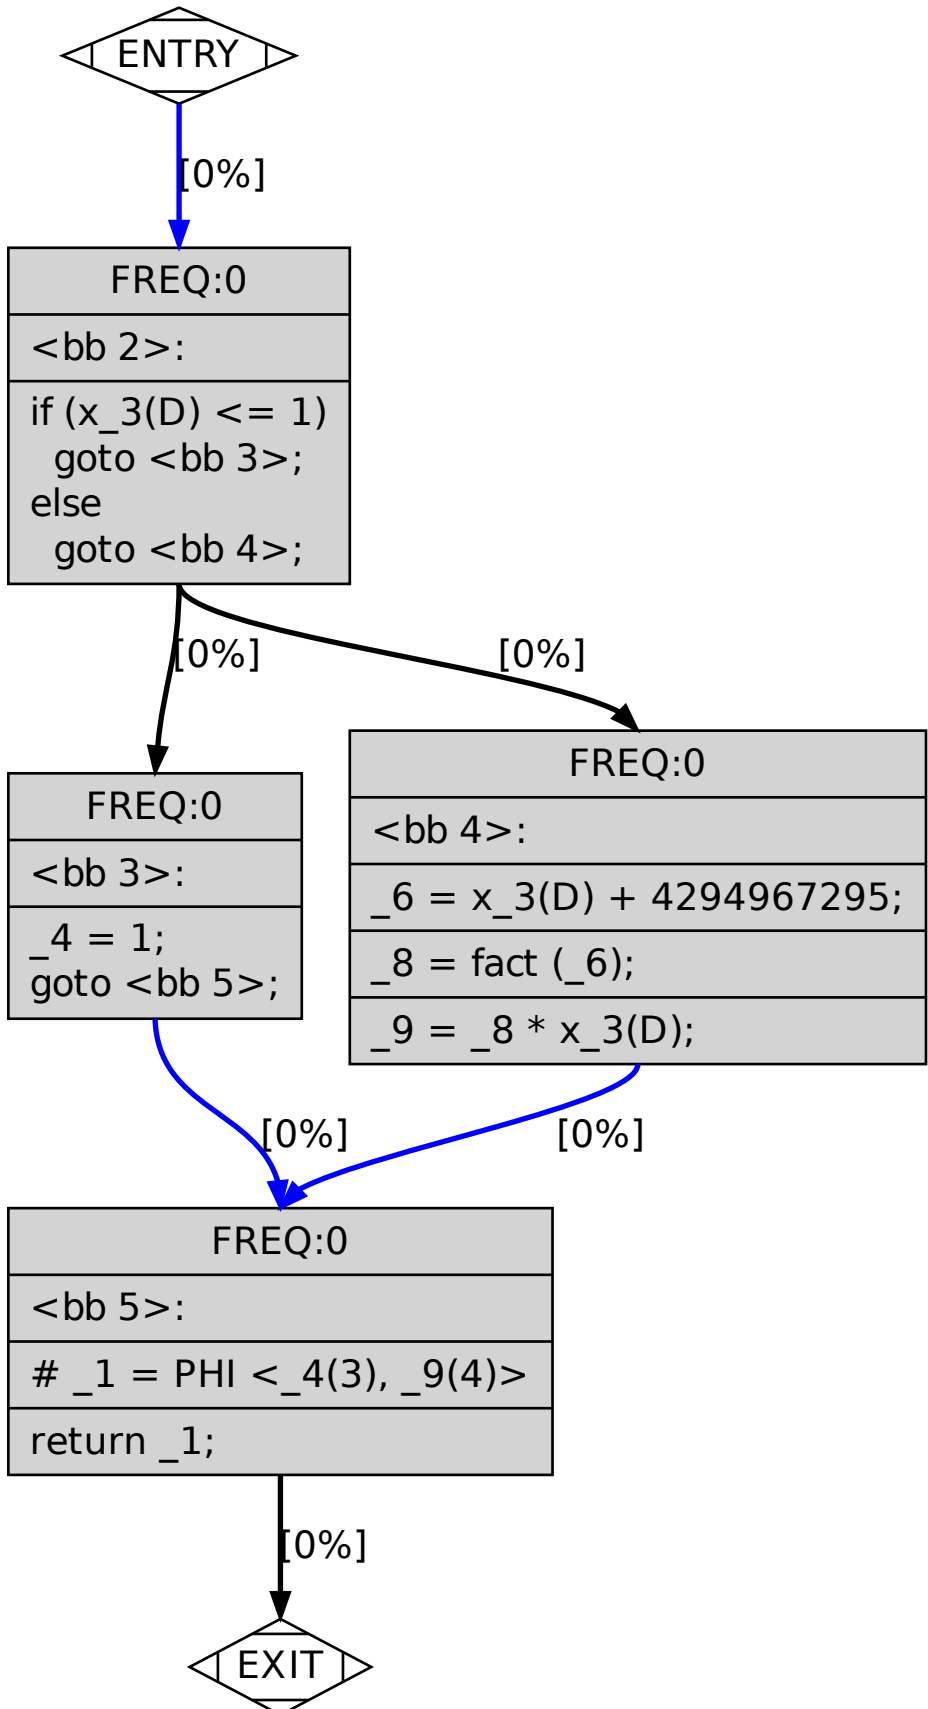 ENTRY
[0%]
FREQ:0
<bb 2>:
if (x_3(D) <= 1)
  goto <bb 3>;
else
  goto <bb 4>;
[0%]
[0%]
FREQ:0
<bb 3>:
_4 = 1;
goto <bb 5>;
FREQ:0
<bb 4>:
_6 = x_3(D) + 4294967295;
_8 = fact (_6);
_9 = _8 * x_3(D);
[0%]
[0%]
FREQ:0
<bb 5>:
# _1 = PHI <_4(3), _9(4)>
return _1;
[0%]
EXIT